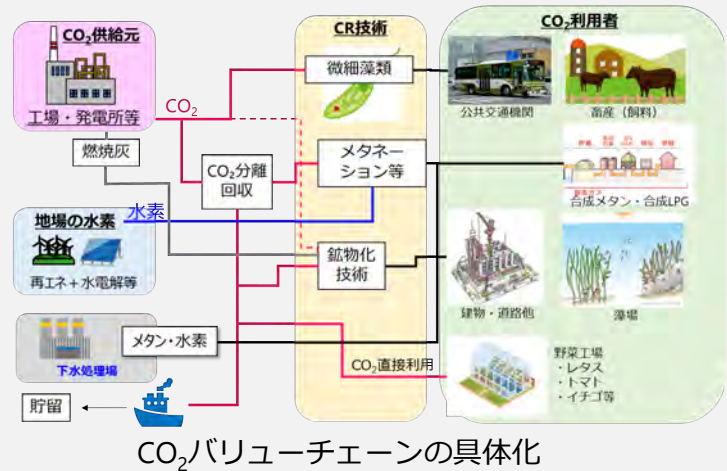 CO₂供給元
工場・発電所等
燃焼灰
地場の水素
再エネ+水電解等
下水処理場
メタン・水素
貯留
CO₂
水素
CO₂分離
回収
CR技術
微細藻類
メタネー
ション等
鉱物化
技術
CO₂直接利用
CO₂利用者
公共交通機関
畜産（飼料）
合成メタン・合成LPG
建物・道路他
藻場
野菜工場
・レタス
・トマト
・イチゴ等
CO₂バリューチェーンの具体化